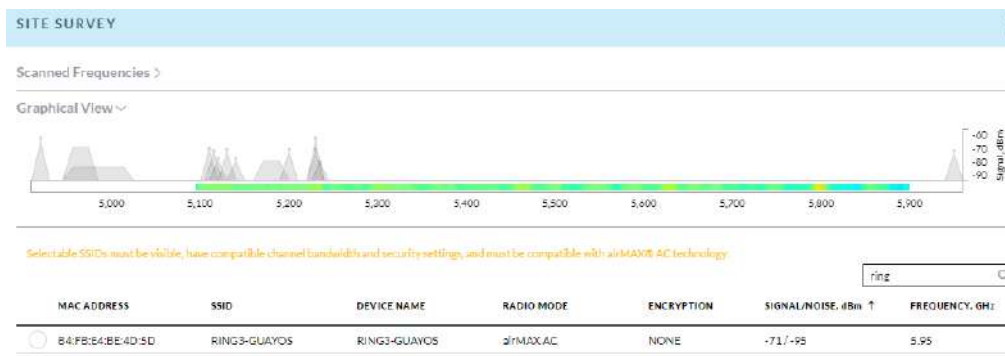 SITE SURVEY
Scanned Frequencies >
Graphical View
-60
-70
-80
-90
Signal, dBm
5,000 5,100 5,200 5,300 5,400 5,500 5,600 5,700 5,800 5,900
Selectable SSIDs must be visible, have compatible channel bandwidth and security settings, and must be compatible with airMAX® AC technology.
ring
MAC ADDRESS SSID DEVICE NAME RADIO MODE ENCRYPTION SIGNAL/NOISE, dBm ↑ FREQUENCY, GHz
B4:FB:E4:BE:4D:5D RING3-GUAYOS RING3-GUAYOS airMAX AC NONE -71 / -95 5.95